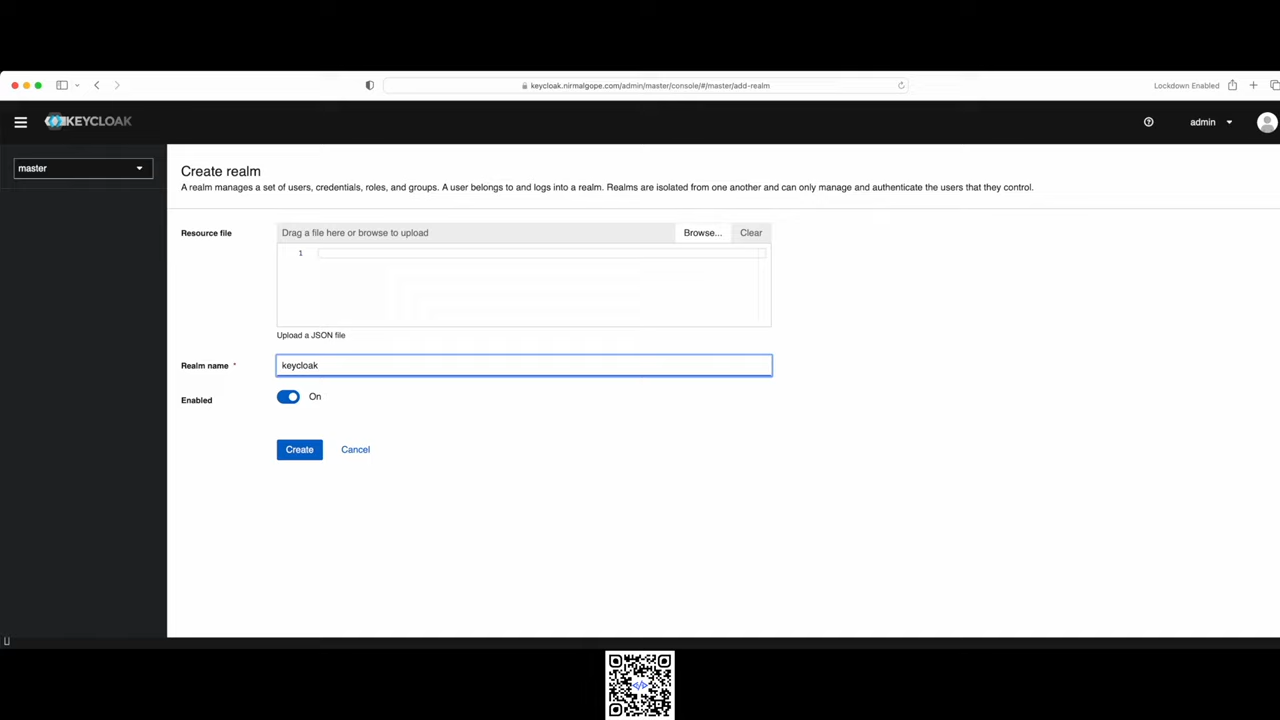 keycloak.nirmalgope.com/admin/master/console/#/master/add-realm
Lockdown Enabled
KEYCLOAK
admin
master
Create realm
A realm manages a set of users, credentials, roles, and groups. A user belongs to and logs into a realm. Realms are isolated from one another and can only manage and authenticate the users that they control.
Resource file
Drag a file here or browse to upload
Browse...
Clear
1
Upload a JSON file
Realm name *
keycloak
Enabled
On
Create
Cancel